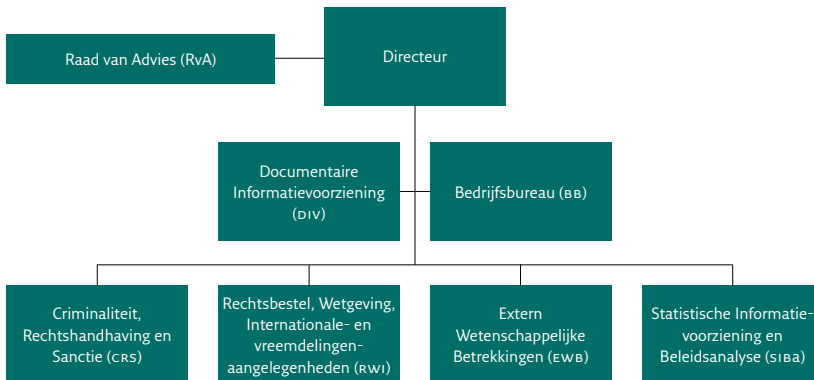 Raad van Advies (RvA)
Directeur
Documentaire
Informatievoorziening
(DIV)
Bedrijfsbureau (BB)
Criminaliteit,
Rechtshandhaving en
Sanctie (CRS)
Rechtsbestel, Wetgeving,
Internationale- en
vreemdelingen-
aangelegenheden (RWI)
Extern
Wetenschappelijke
Betrekkingen (EWB)
Statistische Informatie-
voorziening en
Beleidsanalyse (SIBA)